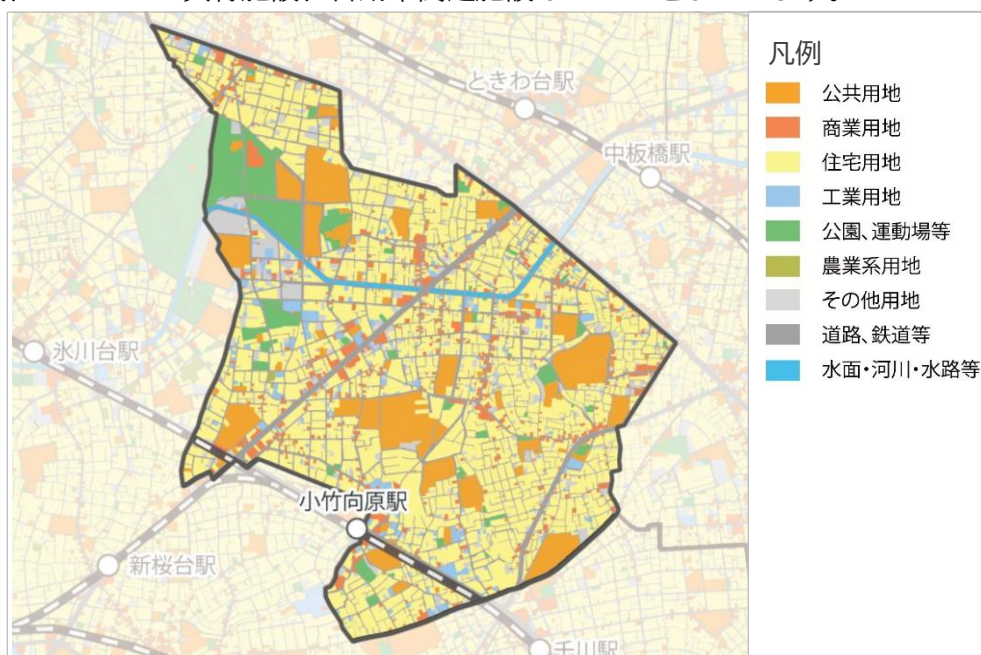 ときわ台駅
中板橋駅
氷川台駅
小竹向原駅
新桜台駅
千川駅
凡例
公共用地
商業用地
住宅用地
工業用地
公園、運動場等
農業系用地
その他用地
道路、鉄道等
水面・河川・水路等